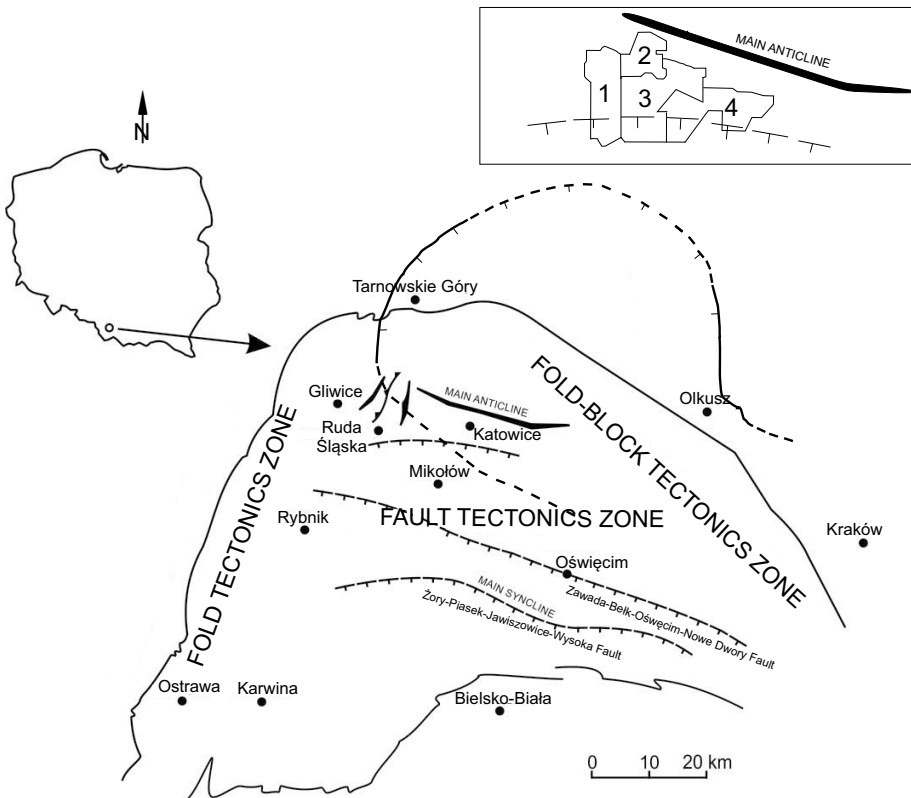 MAIN ANTICLINE
2
1
3
4
N
Tarnowskie Góry
Gliwice
MAIN ANTICLINE
Olkusz
Ruda
Śląska
Katowice
FOLD-BLOCK TECTONICS ZONE
Mikołów
FOLD TECTONICS ZONE
Rybnik
FAULT TECTONICS ZONE
Kraków
Oświęcim
MAIN SYNCLINE
Zawada-Bełk-Oświęcim-Nowe Dwory Fault
Żory-Piasek-Jawiszowice-Wysoka Fault
Ostrawa
Karwina
Bielsko-Biała
0 10 20 km